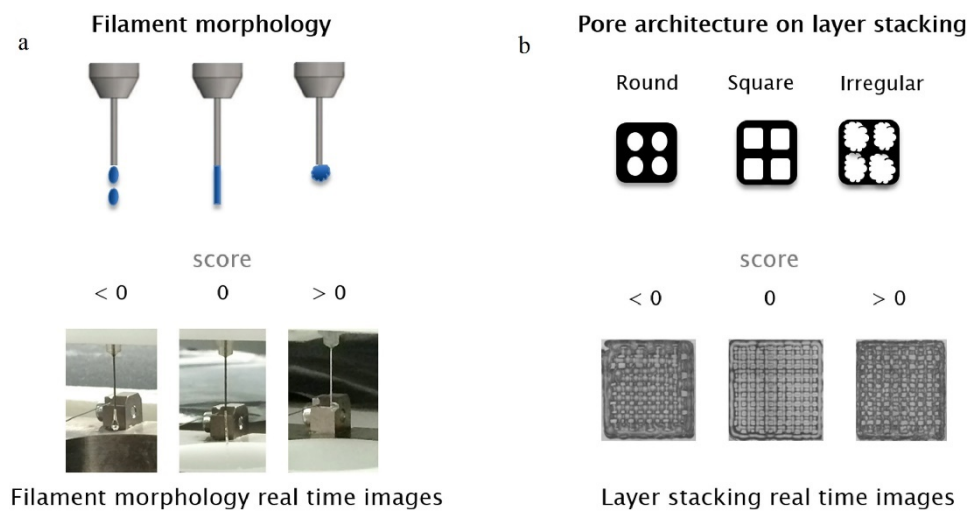 Filament morphology
Pore architecture on layer stacking
a
b
Round Square Irregular
score
score
< 0 0 > 0
< 0 0 > 0
Filament morphology real time images
Layer stacking real time images